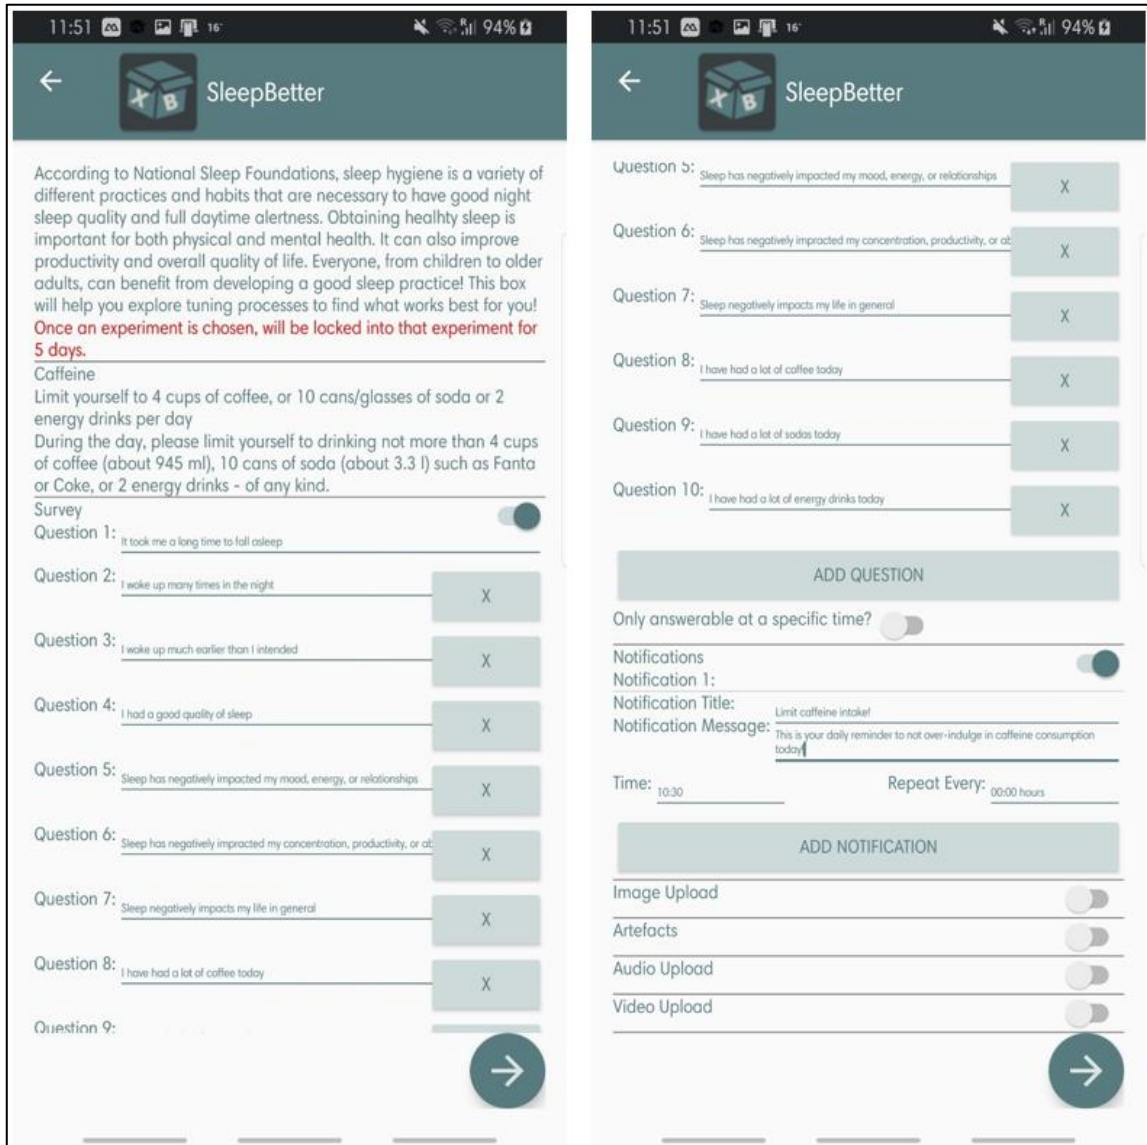 11:51 16° 94%
X B SleepBetter
According to National Sleep Foundations, sleep hygiene is a variety of
different practices and habits that are necessary to have good night
sleep quality and full daytime alertness. Obtaining healhty sleep is
important for both physical and mental health. It can also improve
productivity and overall quality of life. Everyone, from children to older
adults, can benefit from developing a good sleep practice! This box
will help you explore tuning processes to find what works best for you!
Once an experiment is chosen, will be locked into that experiment for
5 days.
Caffeine
Limit yourself to 4 cups of coffee, or 10 cans/glasses of soda or 2
energy drinks per day
During the day, please limit yourself to drinking not more than 4 cups
of coffee (about 945 ml), 10 cans of soda (about 3.3 l) such as Fanta
or Coke, or 2 energy drinks - of any kind.
Survey
Question 1: It took me a long time to fall asleep
Question 2: I woke up many times in the night X
Question 3: I woke up much earlier than I intended X
Question 4: I had a good quality of sleep X
Question 5: Sleep has negatively impacted my mood, energy, or relationships X
Question 6: Sleep has negatively impracted my concentration, productivity, or ab X
Question 7: Sleep negatively impacts my life in general X
Question 8: I have had a lot of coffee today X
Question 9:
11:51 16° 94%
X B SleepBetter
Question 5: Sleep has negatively impacted my mood, energy, or relationships X
Question 6: Sleep has negatively impracted my concentration, productivity, or ab X
Question 7: Sleep negatively impacts my life in general X
Question 8: I have had a lot of coffee today X
Question 9: I have had a lot of sodas today X
Question 10: I have had a lot of energy drinks today X
ADD QUESTION
Only answerable at a specific time?
Notifications
Notification 1:
Notification Title: Limit caffeine intake!
Notification Message: This is your daily reminder to not over-indulge in caffeine consumption
today!
Time: 10:30 Repeat Every: 00:00 hours
ADD NOTIFICATION
Image Upload
Artefacts
Audio Upload
Video Upload